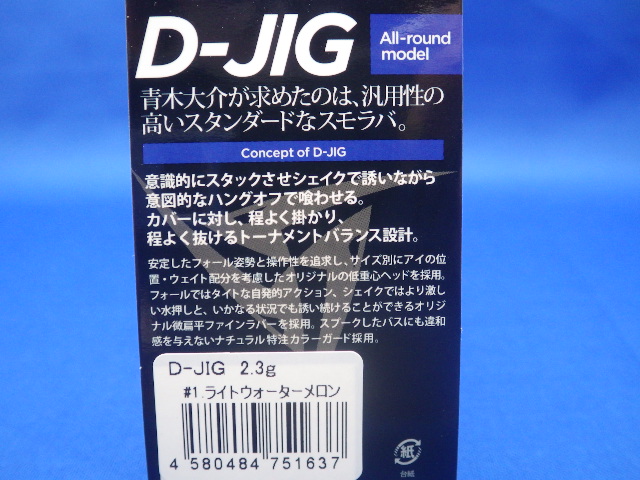 D-JIG
All-round
model
青木大介が求めたのは、汎用性の
高いスタンダードなスモラバ。
Concept of D-JIG
意識的にスタックさせシェイクで誘いながら
意図的なハングオフで喰わせる。
カバーに対し、程よく掛かり、
程よく抜けるトーナメントバランス設計。
安定したフォール姿勢と操作性を追求し、サイズ別にアイの位
置・ウェイト配分を考慮したオリジナルの低重心ヘッドを採用。
フォールではタイトな自発的アクション、シェイクではより激し
い水押しと、いかなる状況でも誘い続けることができるオリジ
ナル微扁平ファインラバーを採用。スプークしたバスにも違和
感を与えないナチュラル特注カラーガード採用。
D-JIG 2.3g
#1.ライトウォーターメロン
4 580484 751637
紙
台紙